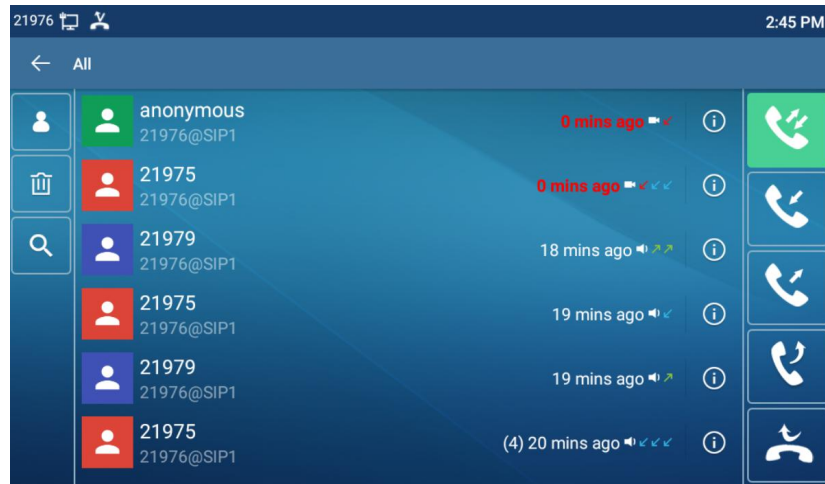 21976
2:45 PM
All
anonymous
21976@SIP1
0 mins ago
21975
21976@SIP1
0 mins ago
21979
21976@SIP1
18 mins ago
21975
21976@SIP1
19 mins ago
21979
21976@SIP1
19 mins ago
21975
21976@SIP1
(4) 20 mins ago